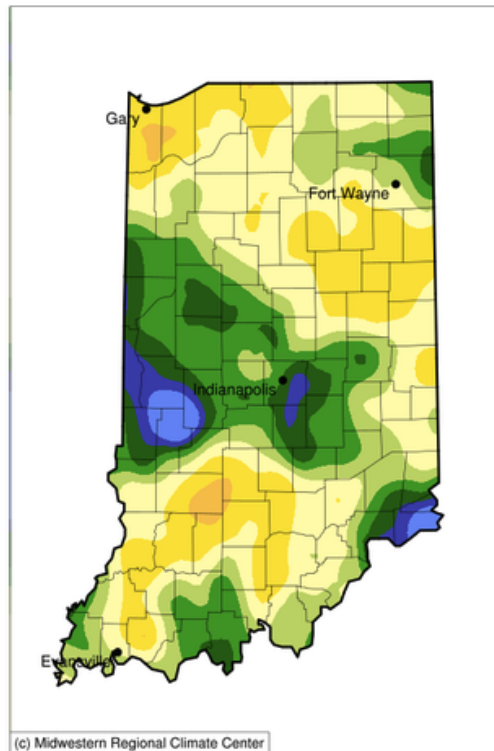 Gary
Fort Wayne
Indianapolis
Evansville
(c) Midwestern Regional Climate Center